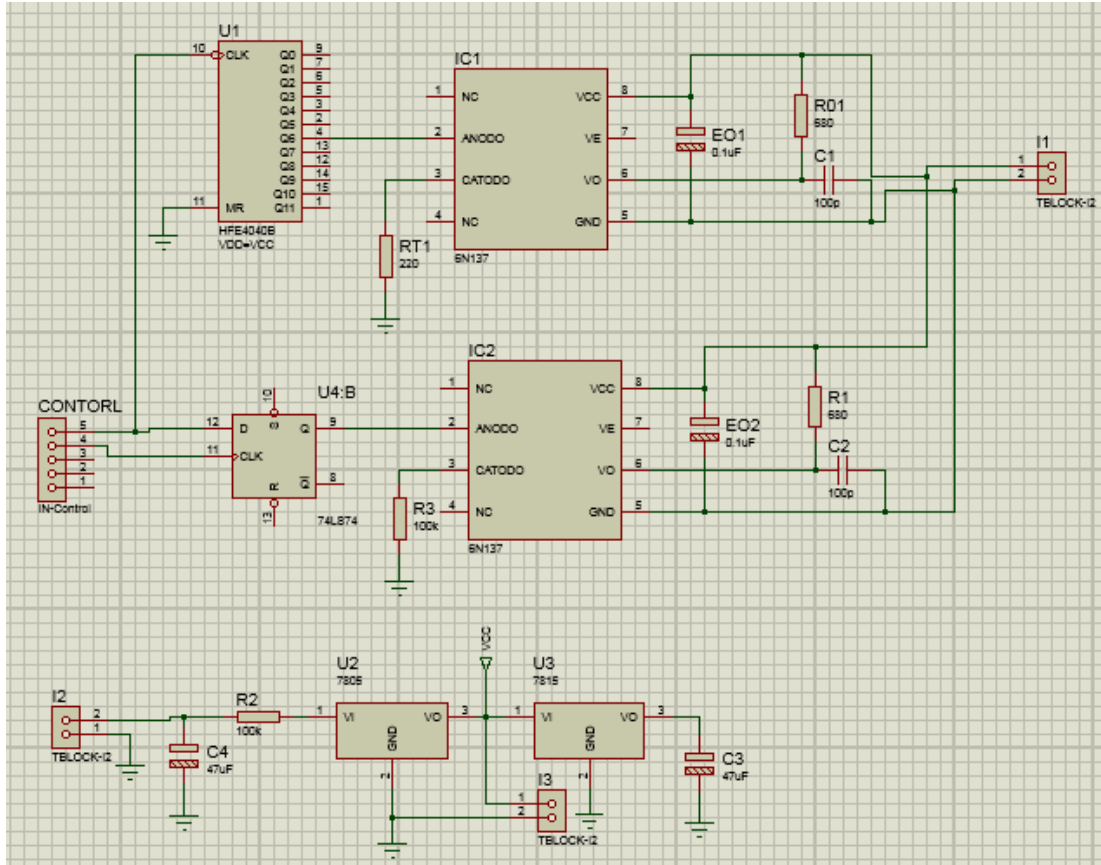 U1
10 CLK Q0 9
Q1 7
Q2 6
Q3 5
Q4 3
Q5 2
Q6 4
Q7 13
Q8 12
Q9 14
Q10 15
11 MR Q11 1
HFE4040B
VDD=VCC
IC1
1 NC VCC 8
2 ANODO VE 7
3 CATODO VO 6
4 NC GND 5
6N137
RT1
220
EO1
0.1uF
R01
680
C1
100p
I1
1
2
TBLOCK-I2
CONTORL
5
4
3
2
1
IN-Control
U4:B
10
12 D S Q 9
11 CLK
R Q 8
13
74LS74
IC2
1 NC VCC 8
2 ANODO VE 7
3 CATODO VO 6
4 NC GND 5
6N137
R3
100k
EO2
0.1uF
R1
680
C2
100p
I2
2
1
TBLOCK-I2
R2
100k
C4
47uF
U2
7805
1 VI VO 3
GND
2
VCC
U3
7815
1 VI VO 3
GND
2
I3
1
2
TBLOCK-I2
C3
47uF